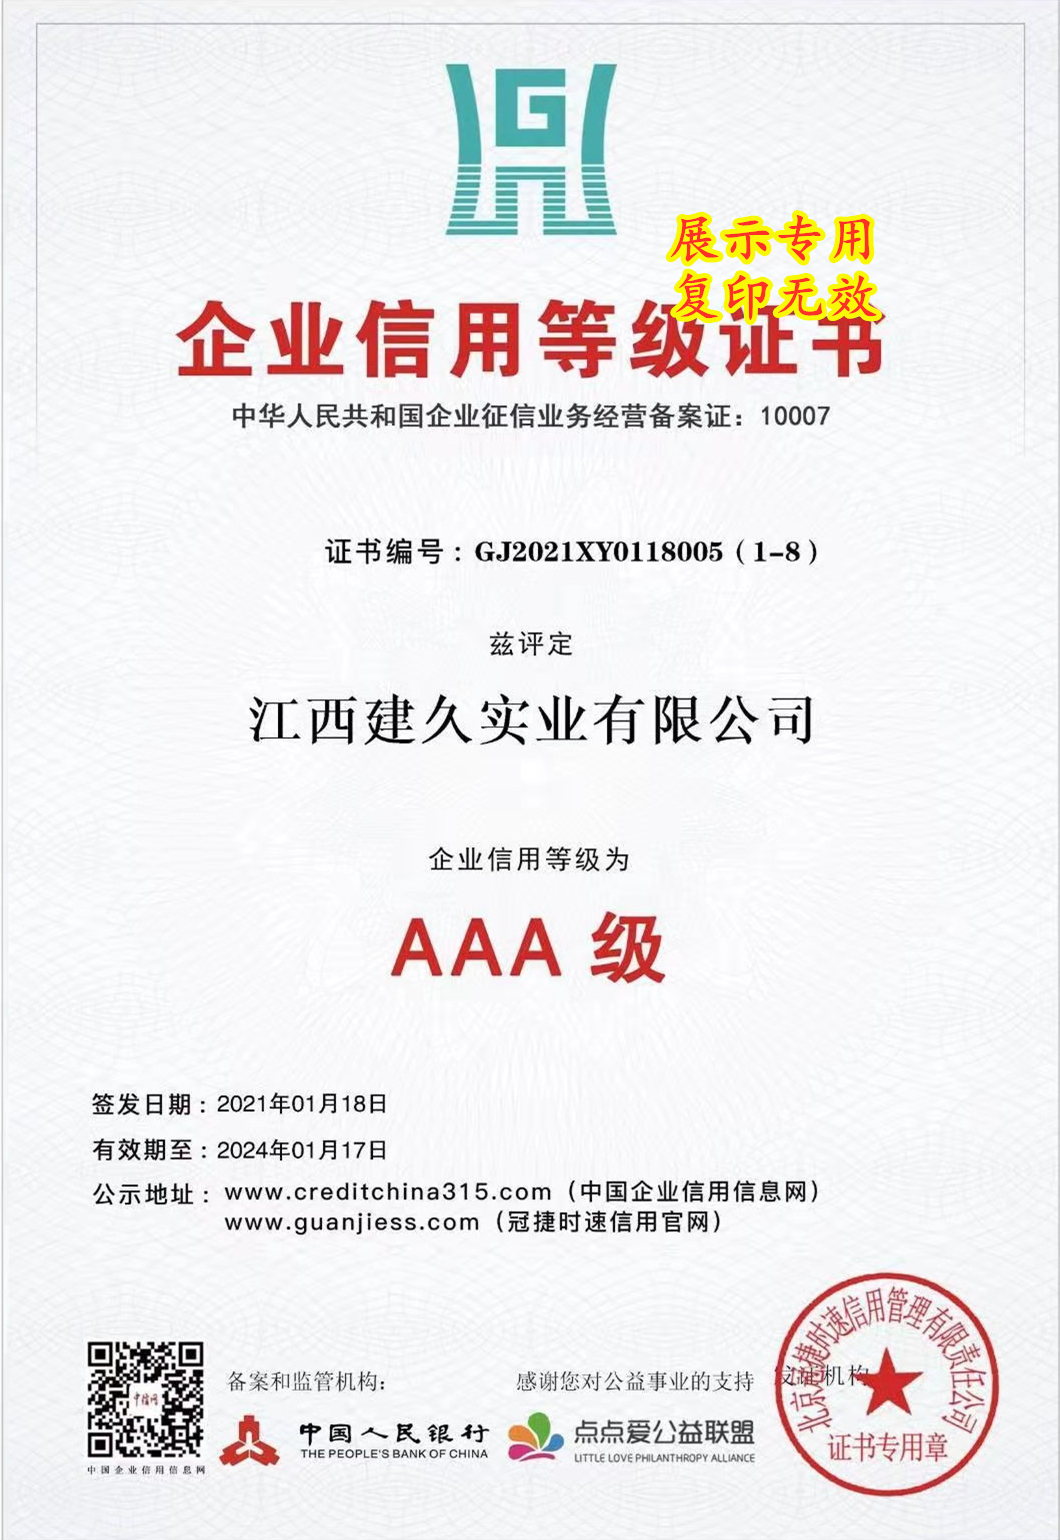 展示专用
复印无效
企业信用等级证书
中华人民共和国企业征信业务经营备案证：10007
证书编号：GJ2021XY0118005（1-8）
兹评定
江西建久实业有限公司
企业信用等级为
AAA 级
签发日期：2021年01月18日
有效期至：2024年01月17日
公示地址：www.creditchina315.com（中国企业信用信息网）
www.guanjiess.com（冠捷时速信用官网）
中信网
中国企业信用信息网
备案和监管机构：
中国人民银行
THE PEOPLE'S BANK OF CHINA
感谢您对公益事业的支持
点点爱公益联盟
LITTLE LOVE PHILANTHROPY ALLIANCE
发证机构
北京冠捷时速信用管理有限责任公司
证书专用章